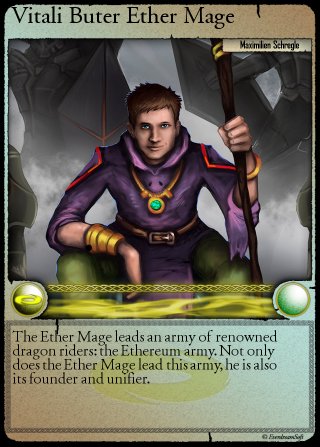 Vitali Buter Ether Mage
Maximilien Schregle
The Ether Mage leads an army of renowned
dragon riders: the Ethereum army. Not only
does the Ether Mage lead this army, he is also
its founder and unifier.
© EverdreamSoft